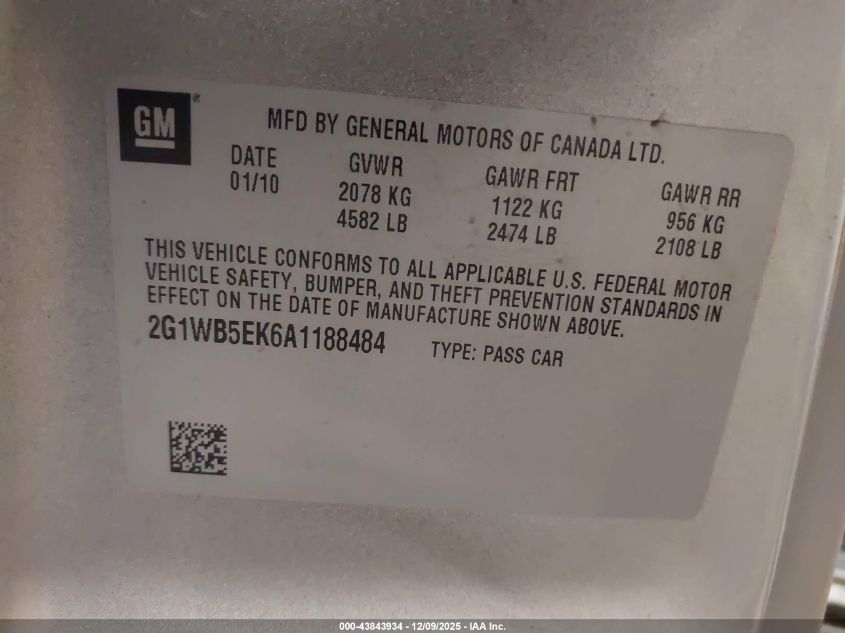 GM®
MFD BY GENERAL MOTORS OF CANADA LTD.
DATE GVWR GAWR FRT GAWR RR
01/10 2078 KG 1122 KG 956 KG
4582 LB 2474 LB 2108 LB
THIS VEHICLE CONFORMS TO ALL APPLICABLE U.S. FEDERAL MOTOR
VEHICLE SAFETY, BUMPER, AND THEFT PREVENTION STANDARDS IN
EFFECT ON THE DATE OF MANUFACTURE SHOWN ABOVE.
2G1WB5EK6A1188484 TYPE: PASS CAR
000-43843934 - 12/09/2025 - IAA Inc.